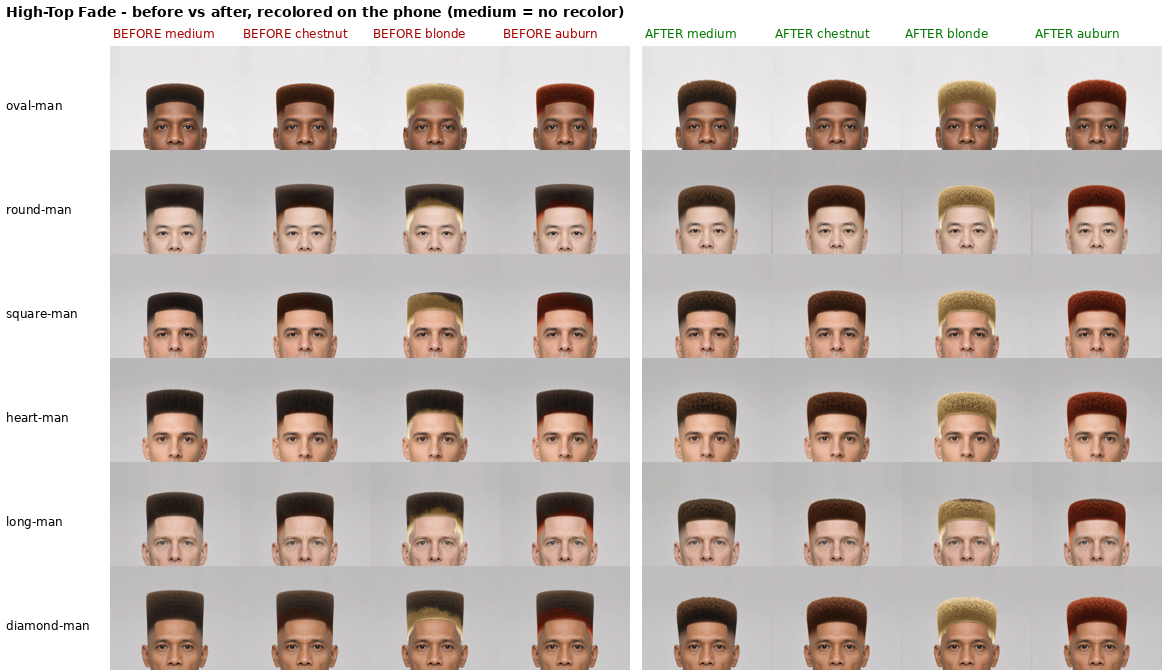 High-Top Fade - before vs after, recolored on the phone (medium = no recolor)
BEFORE medium BEFORE chestnut BEFORE blonde BEFORE auburn AFTER medium AFTER chestnut AFTER blonde AFTER auburn
oval-man
round-man
square-man
heart-man
long-man
diamond-man